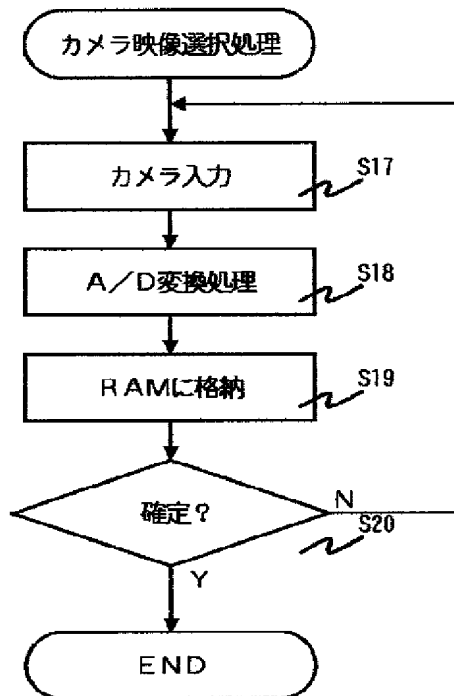 カメラ映像選択処理
カメラ入力
S17
A/D変換処理
S18
RAMに格納
S19
確定?
N
S20
Y
END